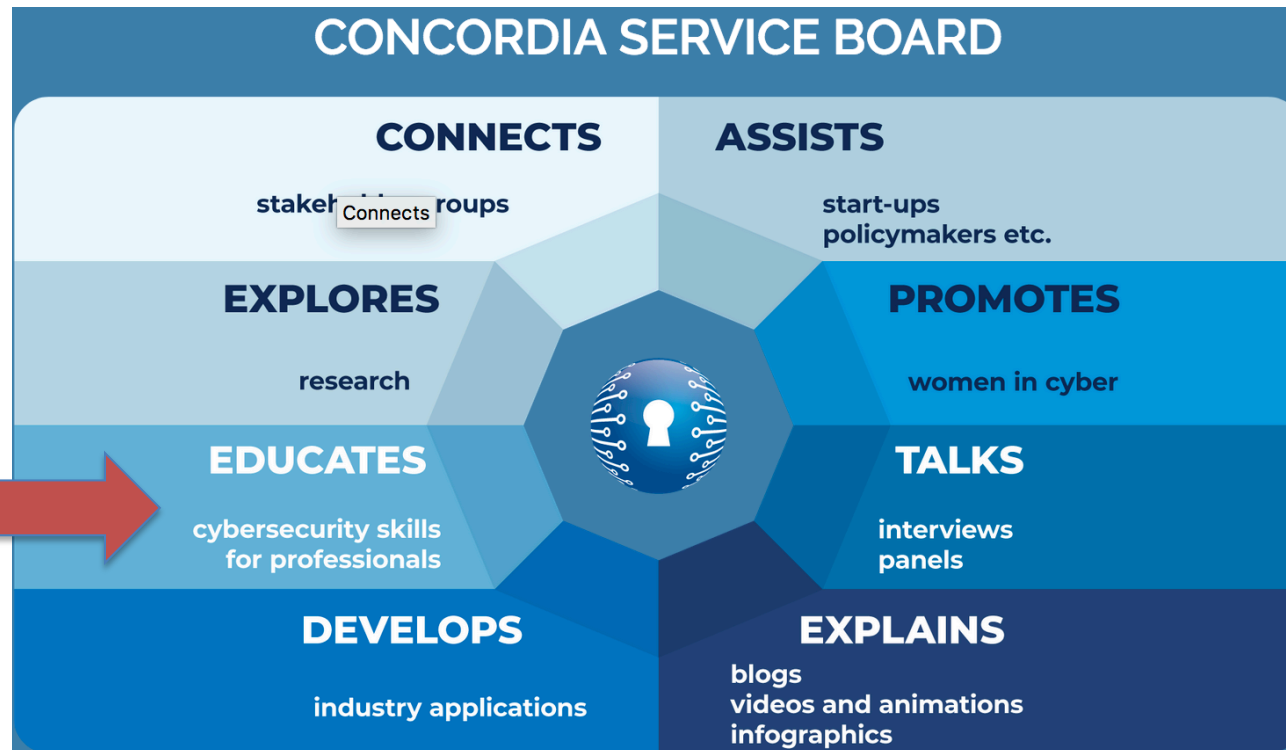 CONCORDIA SERVICE BOARD
CONNECTS
Connects
ASSISTS
start-ups
policymakers etc.
EXPLORES
research
PROMOTES
women in cyber
EDUCATES
cybersecurity skills
for professionals
TALKS
interviews
panels
DEVELOPS
industry applications
EXPLAINS
blogs
videos and animations
infographics